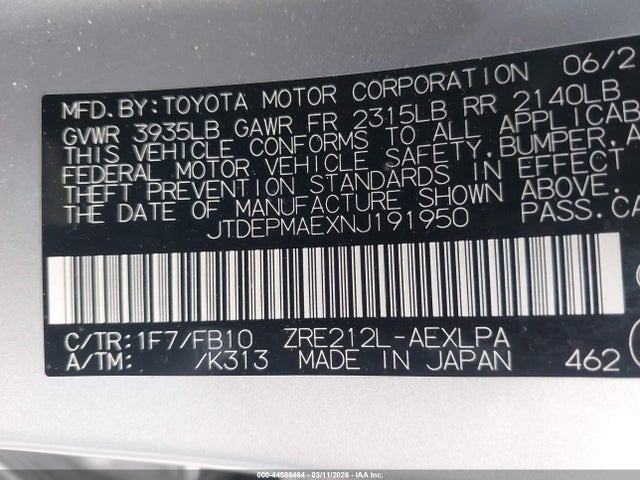 MFD. BY: TOYOTA MOTOR CORPORATION 06/2
GVWR 3935LB GAWR FR 2315LB RR 2140LB
THIS VEHICLE CONFORMS TO ALL APPLICAB
FEDERAL MOTOR VEHICLE SAFETY, BUMPER, A
THEFT PREVENTION STANDARDS IN EFFECT
THE DATE OF MANUFACTURE SHOWN ABOVE.
JTDEPMAEXNJ191950 PASS. CA
C/TR: 1F7/FB10 ZRE212L-AEXLPA
A/TM: /K313 MADE IN JAPAN 462
00-44586464 - 03/11/2026 - IAA Inc.